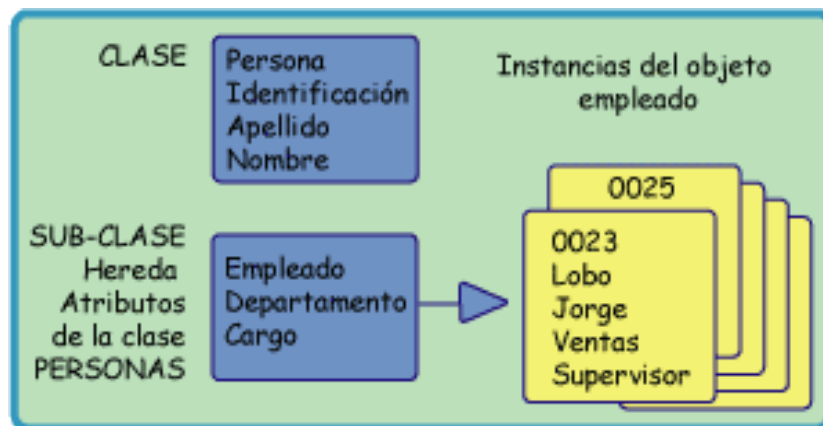 CLASE
Persona
Identificación
Apellido
Nombre
Instancias del objeto
empleado
SUB-CLASE
Hereda
Atributos
de la clase
PERSONAS
Empleado
Departamento
Cargo
0025
0023
Lobo
Jorge
Ventas
Supervisor